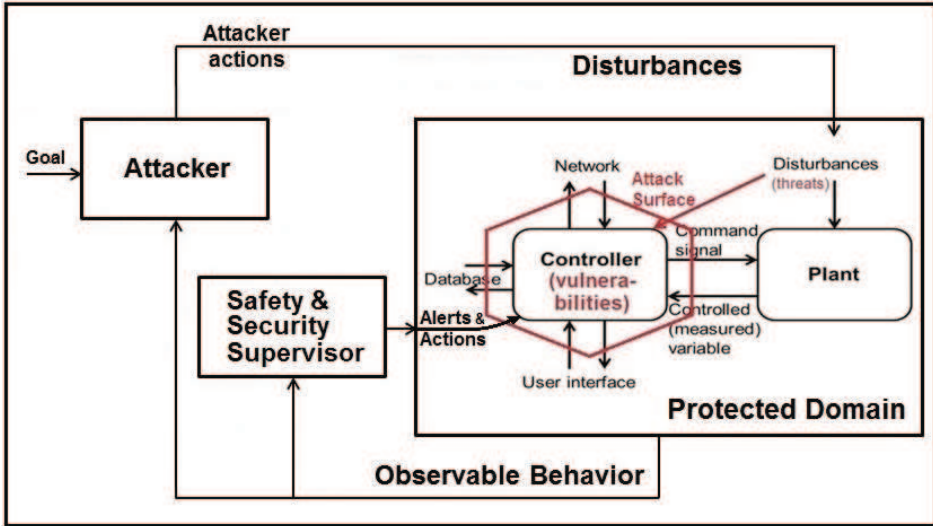 Attacker
actions
Disturbances
Goal
Attacker
Network
Attack
Surface
Disturbances
(threats)
Command
signal
Controller
(vulnera-
bilities)
Plant
Database
Safety &
Security
Supervisor
Alerts &
Actions
Controlled
(measured)
variable
User interface
Protected Domain
Observable Behavior